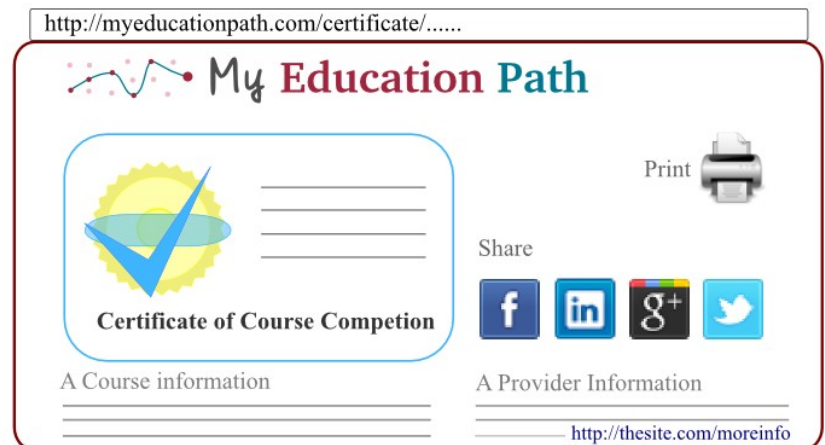 http://myeducationpath.com/certificate/......
My Education Path
Print
Share
f in g+
Certificate of Course Competion
A Course information
A Provider Information
http://thesite.com/moreinfo